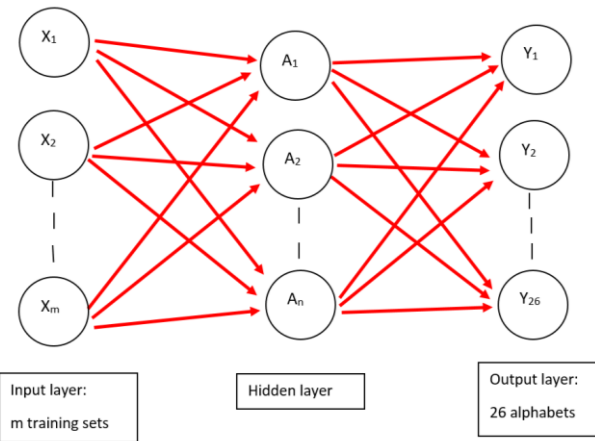 X1
A1
Y1
X2
A2
Y2
Xm
An
Y26
Input layer:
m training sets
Hidden layer
Output layer:
26 alphabets